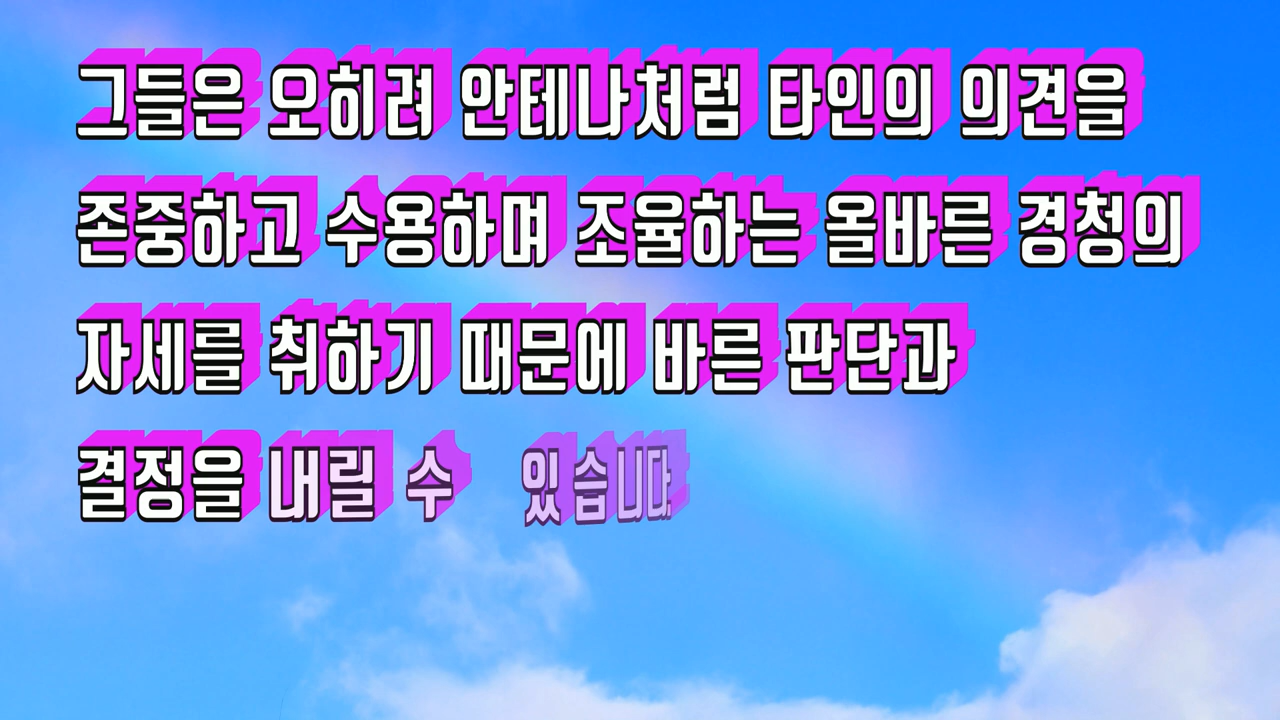 그들은 오히려 안테나처럼 타인의 의견을
존중하고 수용하며 조율하는 올바른 경청의
자세를 취하기 때문에 바른 판단과
결정을 내릴 수 있습니다